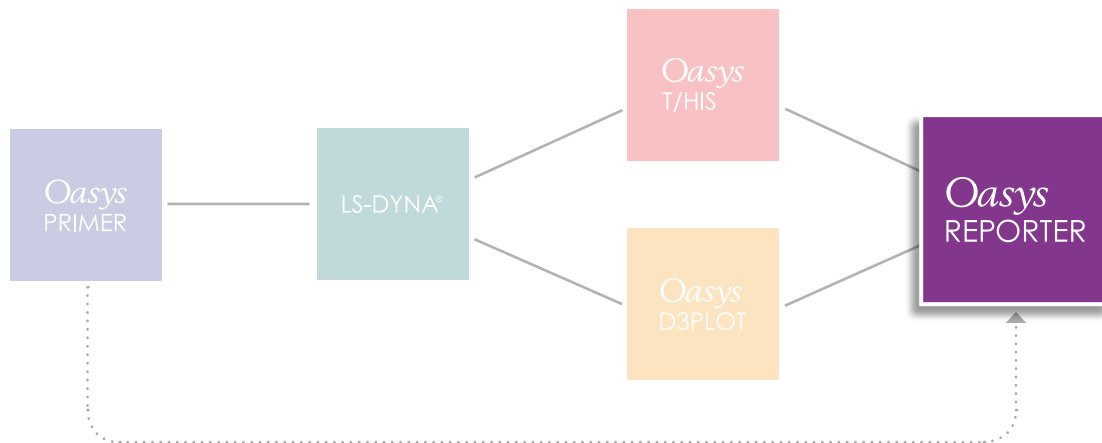 Oasys
PRIMER
LS-DYNA®
Oasys
T/HIS
Oasys
D3PLOT
Oasys
REPORTER